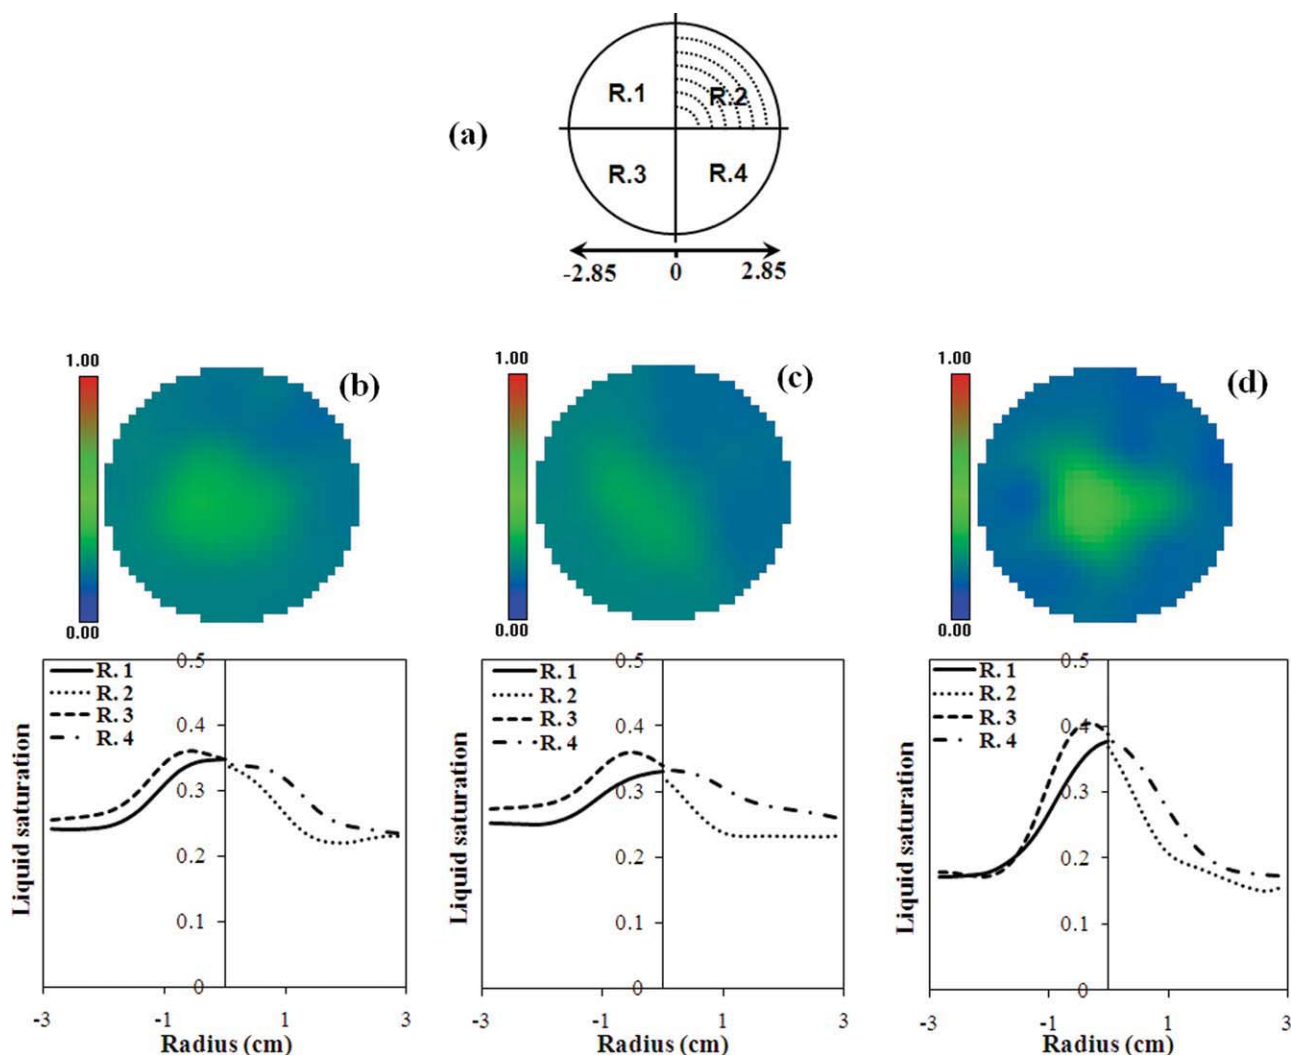 (a)
R.1
R.2
R.3
R.4
-2.85 0 2.85
(b)
1.00
0.00
(c)
1.00
0.00
(d)
1.00
0.00
R. 1
R. 2
R. 3
R. 4
Liquid saturation
0.5
0.4
0.3
0.2
0.1
0
-3 -1 1 3
Radius (cm)
R. 1
R. 2
R. 3
R. 4
Liquid saturation
0.5
0.4
0.3
0.2
0.1
0
-3 -1 1 3
Radius (cm)
R. 1
R. 2
R. 3
R. 4
Liquid saturation
0.5
0.4
0.3
0.2
0.1
0
-3 -1 1 3
Radius (cm)